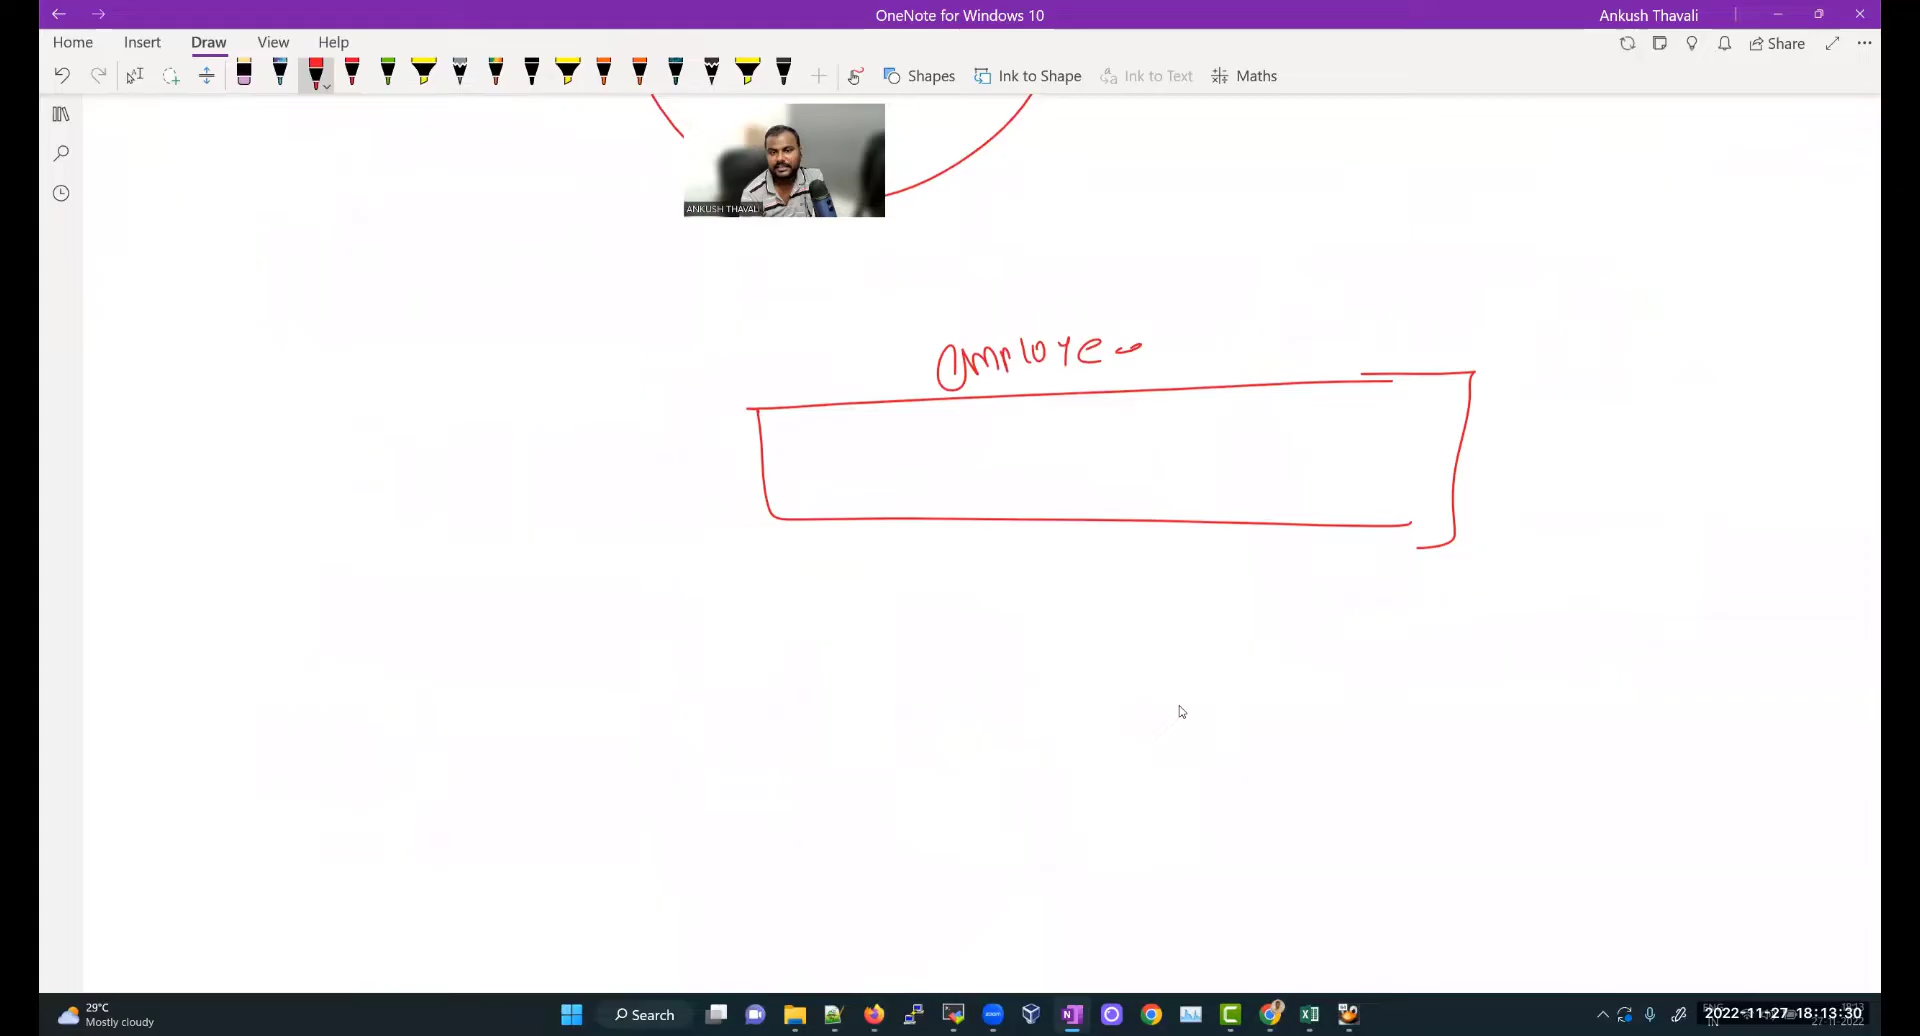 OneNote for Windows 10
Ankush Thavali
Home Insert Draw View Help
Share
Shapes Ink to Shape Ink to Text Maths
ANKUSH THAVALI
employee
29°C
Mostly cloudy
Search
zoom
2022-11-27 18:13:30